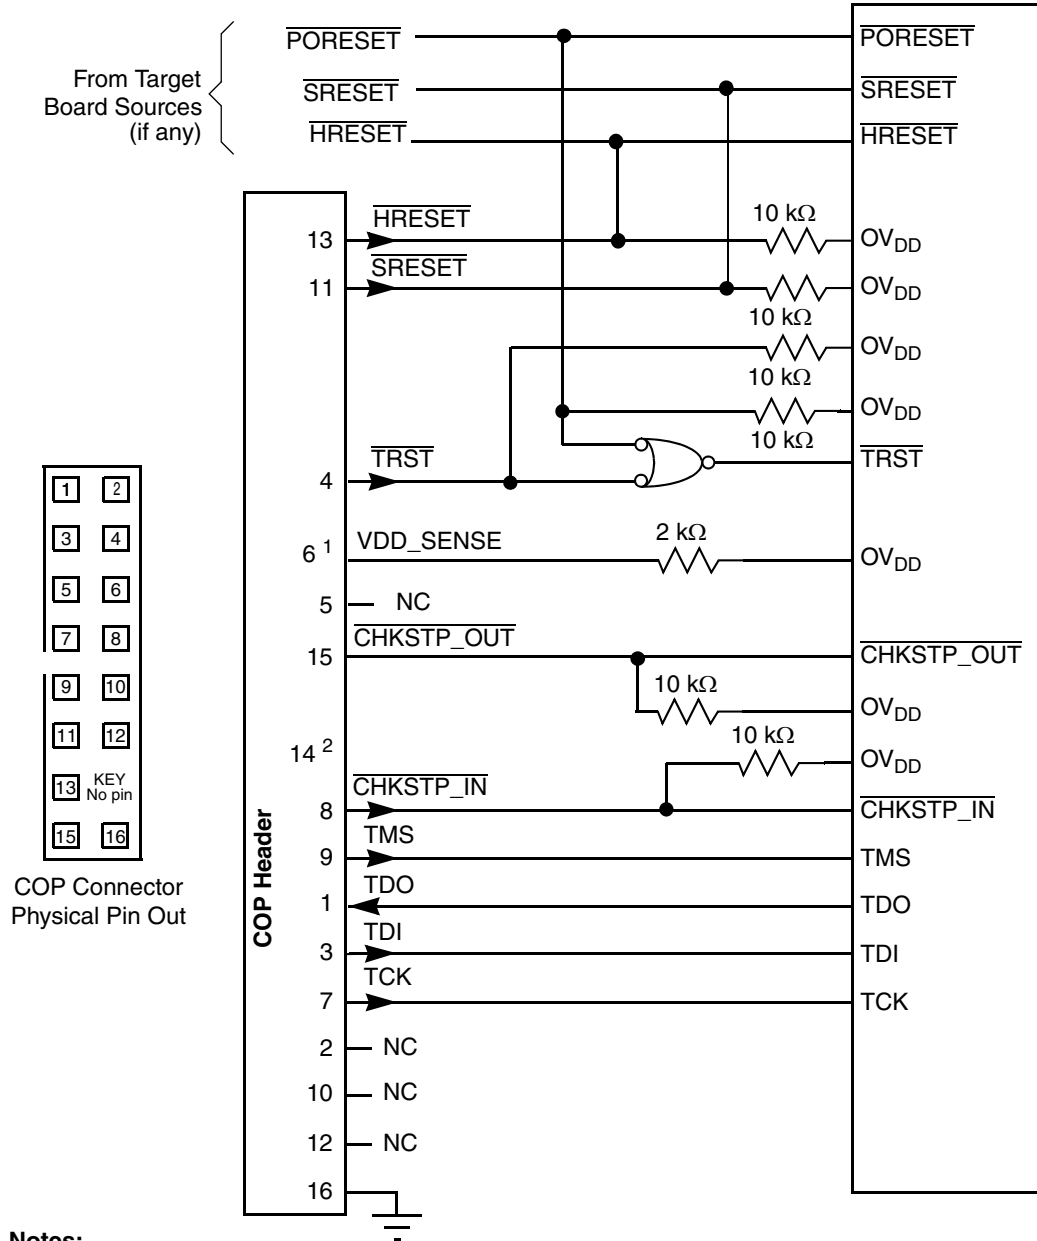 PORESET
PORESET
From Target
Board Sources
(if any)
SRESET
SRESET
HRESET
HRESET
HRESET
10 kΩ
13
OVDD
SRESET
11
OVDD
10 kΩ
OVDD
10 kΩ
OVDD
10 kΩ
TRST
TRST
4
1 2
3 4
5 6
7 8
9 10
11 12
13 KEY
No pin
15 16
COP Connector
Physical Pin Out
6 1
VDD_SENSE
2 kΩ
OVDD
5
NC
CHKSTP_OUT
15
CHKSTP_OUT
10 kΩ
OVDD
14 2
10 kΩ
OVDD
CHKSTP_IN
8
CHKSTP_IN
TMS
9
TMS
TDO
1
TDO
TDI
3
TDI
TCK
7
TCK
COP Header
2
NC
10
NC
12
NC
16
Notes: